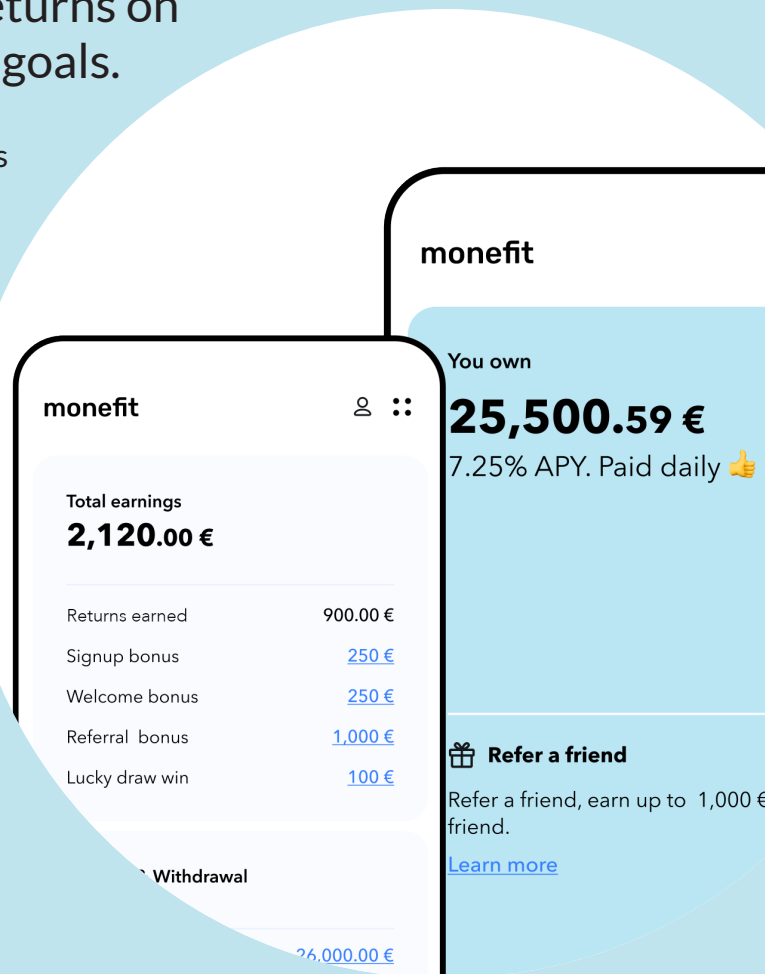 returns on
goals.
s
monefit
You own
25,500.59 €
7.25% APY. Paid daily 👍
Refer a friend
Refer a friend, earn up to 1,000 €
friend.
Learn more
monefit
Total earnings
2,120.00 €
Returns earned 900.00 €
Signup bonus 250 €
Welcome bonus 250 €
Referral bonus 1,000 €
Lucky draw win 100 €
Withdrawal
26,000.00 €